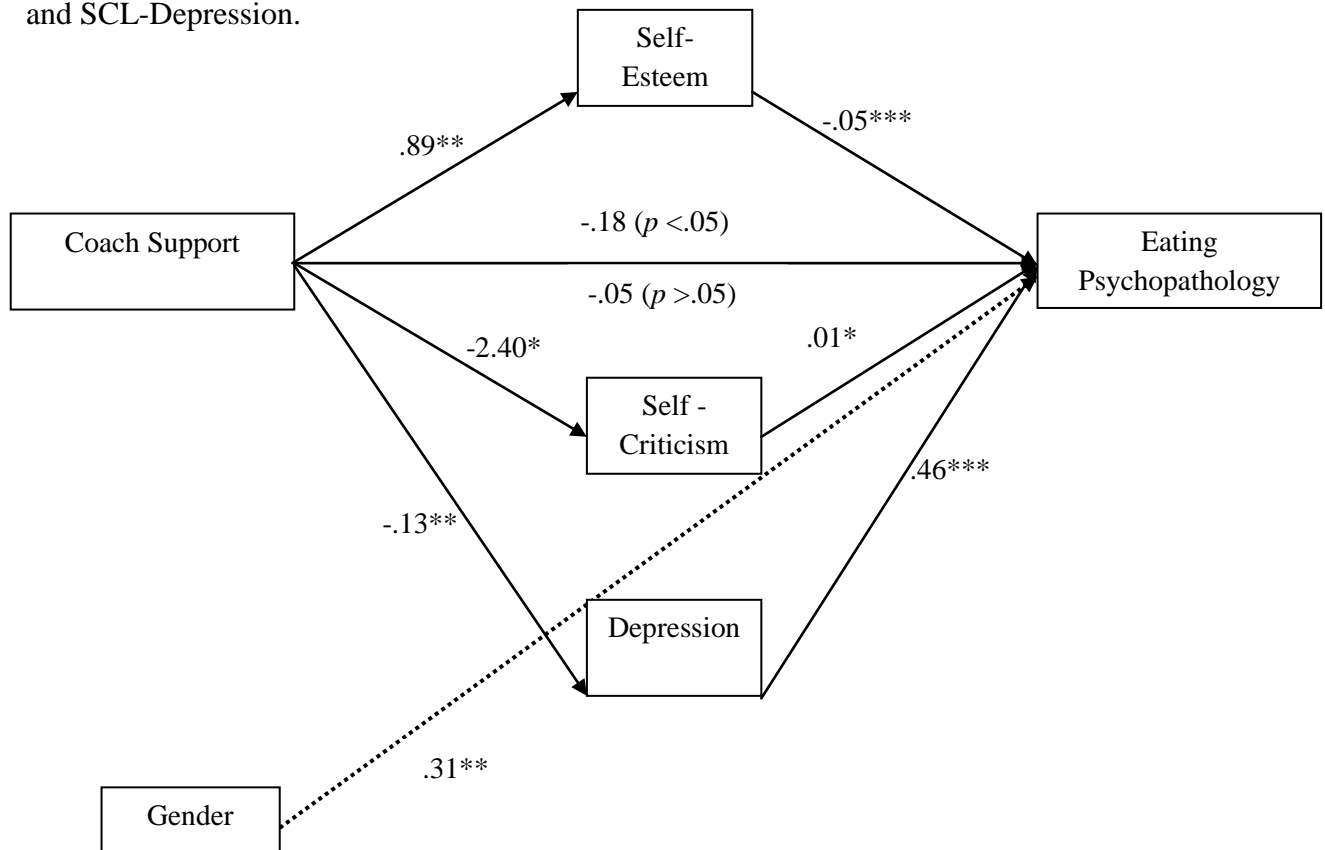 and SCL-Depression.
Self-
Esteem
-.05***
.89**
-.18 (p <.05)
Coach Support
Eating
Psychopathology
-.05 (p >.05)
-2.40*
.01*
Self -
Criticism
.46***
-.13**
Depression
.31**
Gender